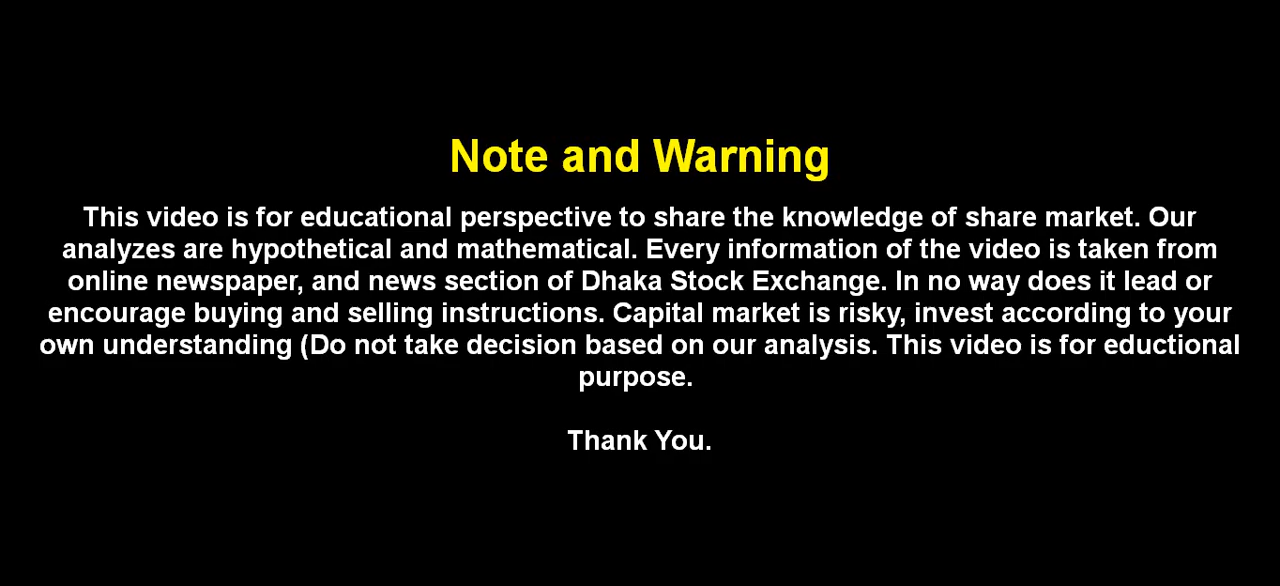 Note and Warning
This video is for educational perspective to share the knowledge of share market. Our
analyzes are hypothetical and mathematical. Every information of the video is taken from
online newspaper, and news section of Dhaka Stock Exchange. In no way does it lead or
encourage buying and selling instructions. Capital market is risky, invest according to your
own understanding (Do not take decision based on our analysis. This video is for eductional
purpose.
Thank You.